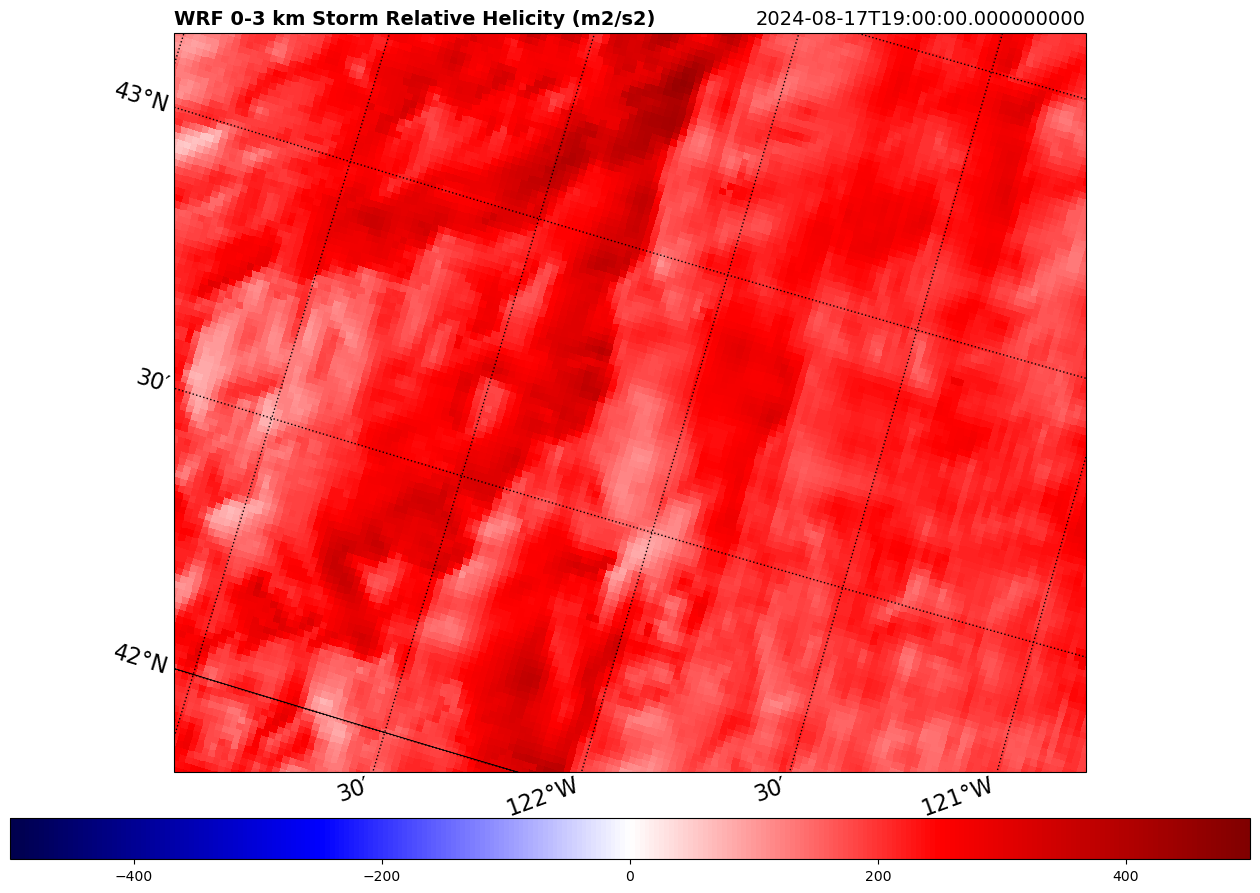 WRF 0-3 km Storm Relative Helicity (m2/s2) 2024-08-17T19:00:00.000000000
43°N
30′
42°N
30′ 122°W 30′ 121°W
−400 −200 0 200 400